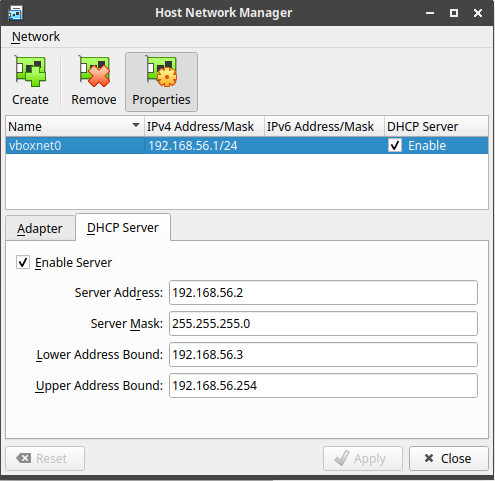 Host Network Manager
Network
Create Remove Properties
Name IPv4 Address/Mask IPv6 Address/Mask DHCP Server
vboxnet0 192.168.56.1/24 Enable
Adapter DHCP Server
Enable Server
Server Address: 192.168.56.2
Server Mask: 255.255.255.0
Lower Address Bound: 192.168.56.3
Upper Address Bound: 192.168.56.254
Reset Apply Close